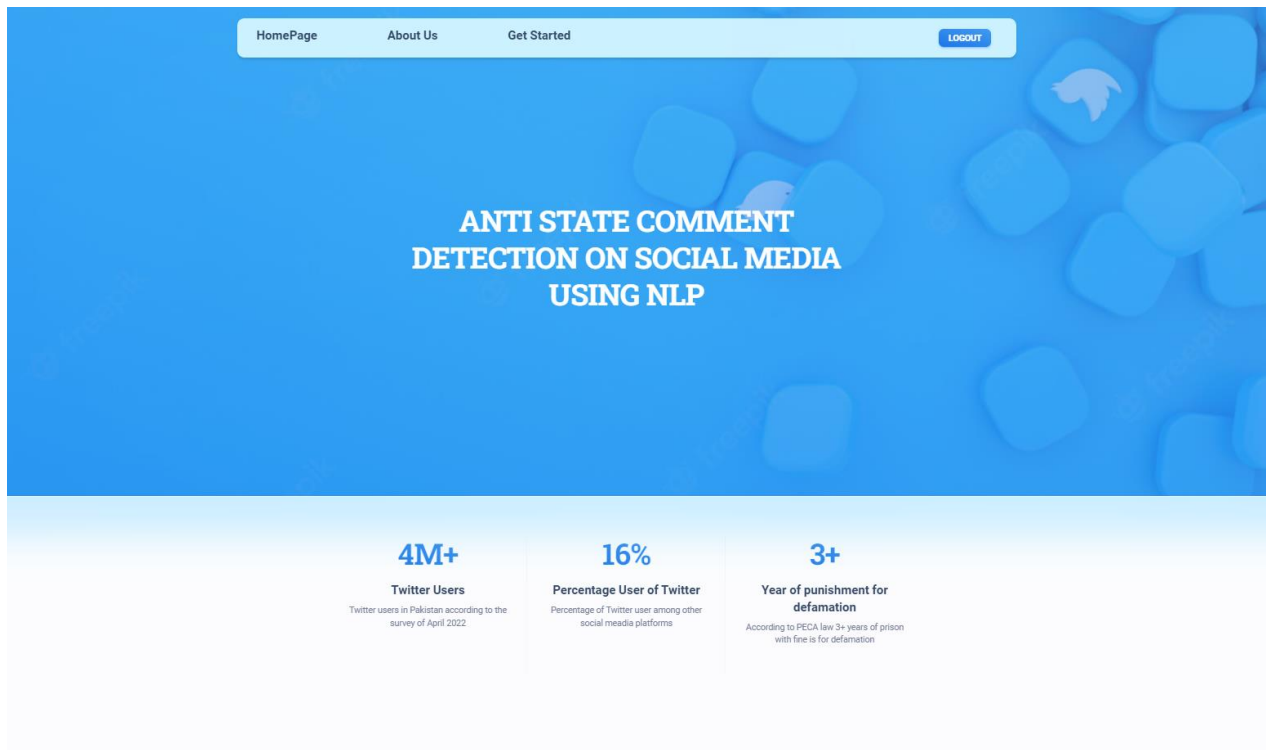 HomePage About Us Get Started LOGOUT
ANTI STATE COMMENT
DETECTION ON SOCIAL MEDIA
USING NLP
4M+
Twitter Users
Twitter users in Pakistan according to the
survey of April 2022
16%
Percentage User of Twitter
Percentage of Twitter user among other
social meadia platforms
3+
Year of punishment for
defamation
According to PECA law 3+ years of prison
with fine is for defamation